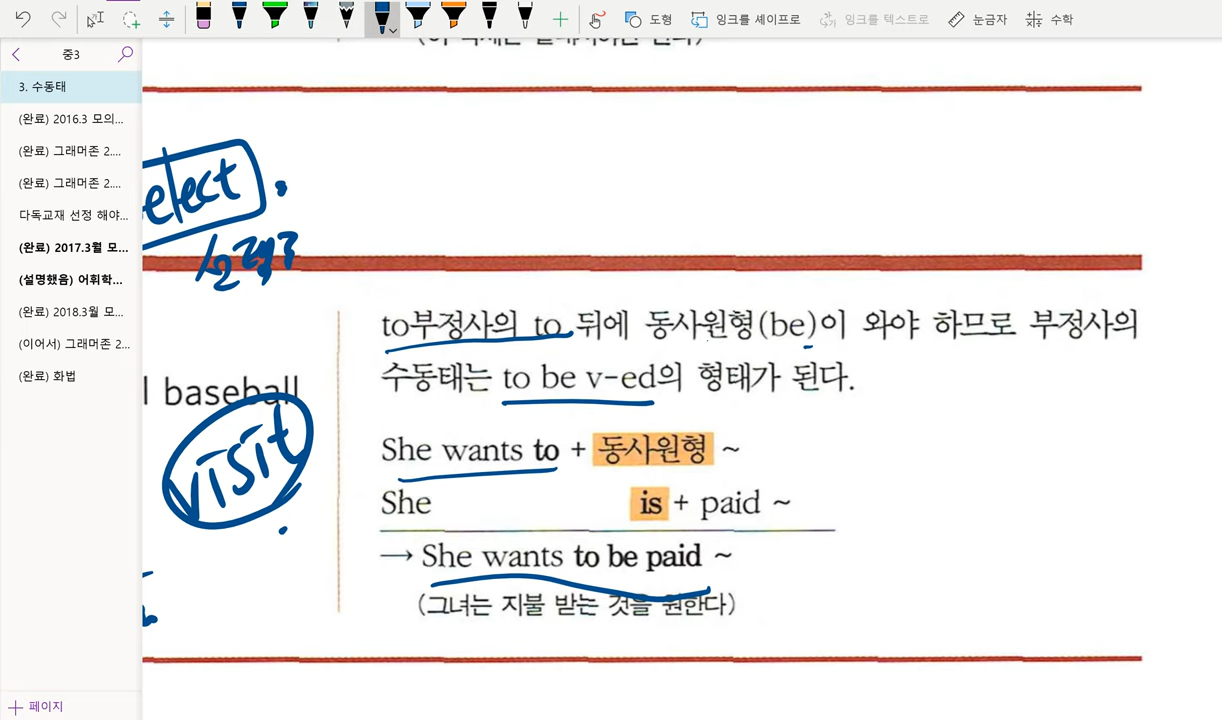 도형
잉크를 셰이프로
잉크를 텍스트로
눈금자
수학
중3
3. 수동태
(완료) 2016.3 모의...
(완료) 그래머존 2....
(완료) 그래머존 2....
다독교재 선정 해야...
(완료) 2017.3월 모...
(설명했음) 어휘학...
(완료) 2018.3월 모...
(이어서) 그래머존 2...
(완료) 화법
페이지
elect
l baseball
visit
to부정사의 to 뒤에 동사원형(be)이 와야 하므로 부정사의
수동태는 to be v-ed의 형태가 된다.
She wants to + 동사원형 ~
She is + paid ~
→ She wants to be paid ~
(그녀는 지불 받는 것을 원한다)